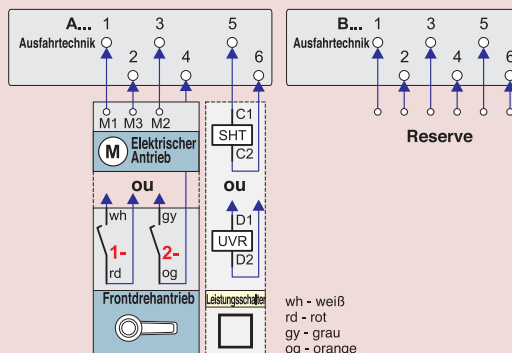 A... 1 3 5
Ausfahrtechnik
2 4 6
B... 1 3 5
Ausfahrtechnik
2 4 6
M1 M3 M2
M
Elektrischer
Antrieb
ou
wh gy
1- 2-
rd og
Frontdrehantrieb
C1
SHT
C2
ou
D1
UVR
D2
Leistungsschalter
Reserve
wh - weiß
rd - rot
gy - grau
og - orange